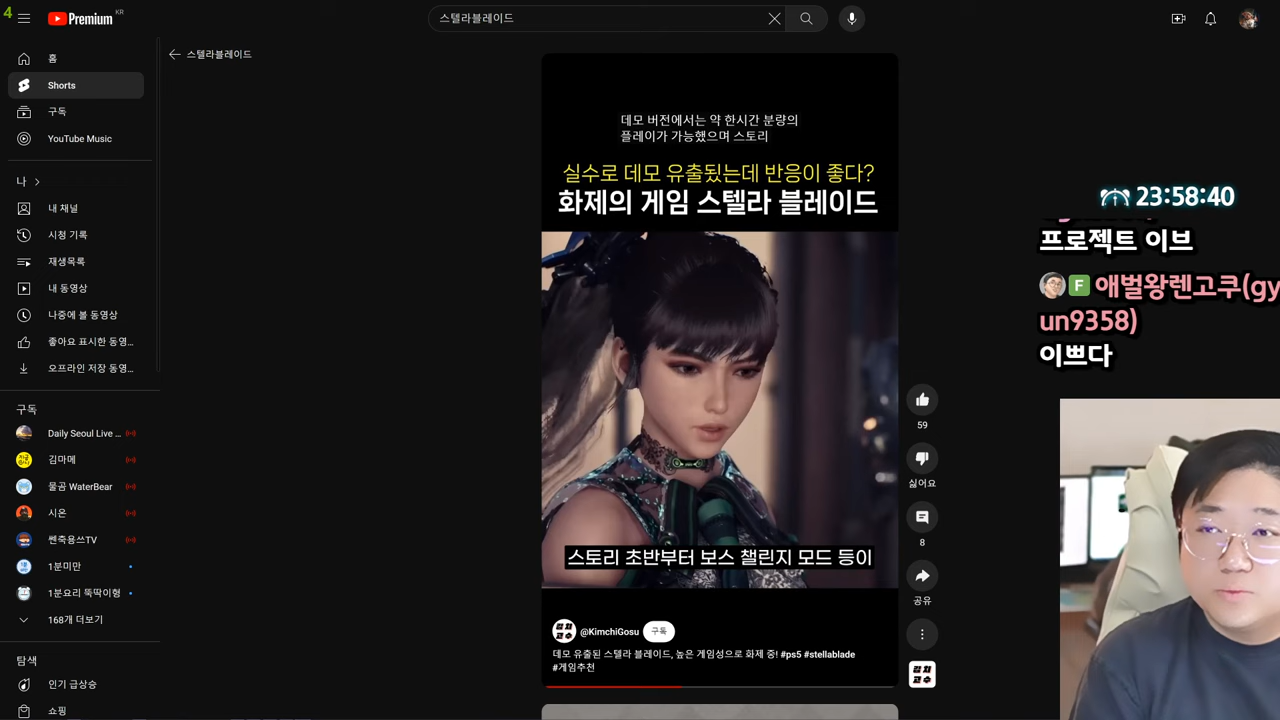 4
Premium KR
스텔라블레이드
홈
Shorts
구독
YouTube Music
나
내 채널
시청 기록
재생목록
내 동영상
나중에 볼 동영상
좋아요 표시한 동영...
오프라인 저장 동영...
구독
Daily Seoul Live ...
김마메
물곰 WaterBear
시온
쎈죽용쓰TV
1분미만
1분요리 뚝딱이형
168개 더보기
탐색
인기 급상승
쇼핑
스텔라블레이드
데모 버전에서는 약 한시간 분량의
플레이가 가능했으며 스토리
실수로 데모 유출됐는데 반응이 좋다?
화제의 게임 스텔라 블레이드
스토리 초반부터 보스 챌린지 모드 등이
김치
고수
@KimchiGosu 구독
데모 유출된 스텔라 블레이드, 높은 게임성으로 화제 중! #ps5 #stellablade
#게임추천
59
싫어요
8
공유
김치
고수
23:58:40
프로젝트 이브
F 애벌왕렌고쿠(gy
un9358)
이쁘다